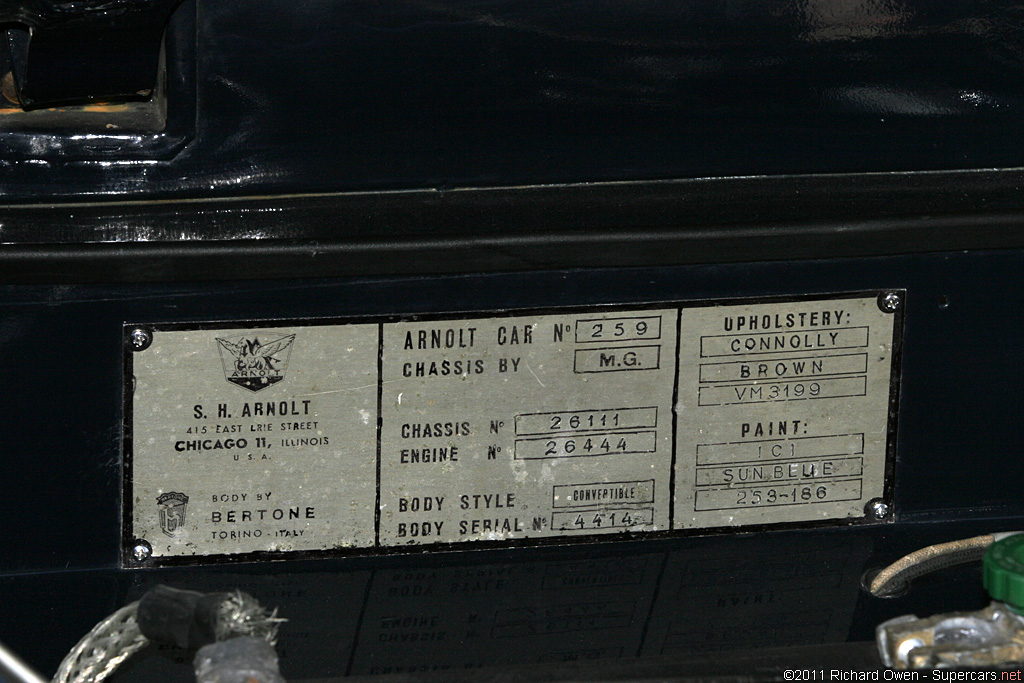 ARNOLT
S. H. ARNOLT
415 EAST ERIE STREET
CHICAGO 11, ILLINOIS
U. S. A.
BODY BY
BERTONE
TORINO - ITALY
ARNOLT CAR Nº 259
CHASSIS BY M.G.
CHASSIS Nº 26111
ENGINE Nº 26444
BODY STYLE CONVERTIBLE
BODY SERIAL Nº 4414
UPHOLSTERY:
CONNOLLY
BROWN
VM3199
PAINT:
ICI
SUN BLUE
253-186
©2011 Richard Owen - Supercars.net